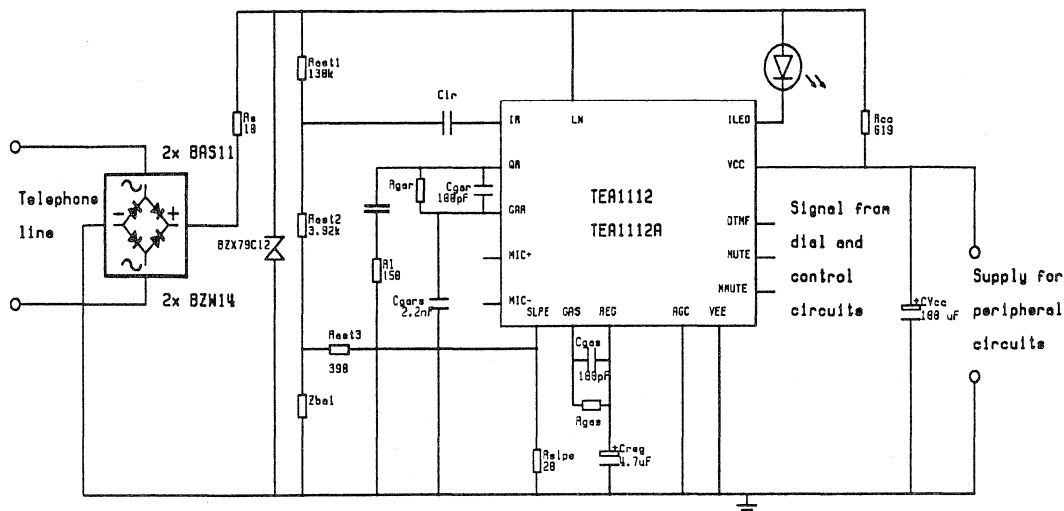 Rast1
130k
Clr
IR
LN
ILED
Rcc
619
Rs
10
2x BAS11
Telephone
line
2x BZW14
BZX79C12
Rast2
3.92k
Rgar
Cgar
100pF
QR
GAR
VCC
R1
150
Cgars
2.2nF
MIC+
MIC-
TEA1112
TEA1112A
DTMF
MUTE
MMUTE
Signal from
dial and
control
circuits
SLPE
GAS
REG
AGC
VEE
+CVcc
100 uF
Supply for
peripheral
circuits
Rast3
390
Cgas
100pF
Rgas
Zbal
Rslpe
20
+Creg
4.7uF